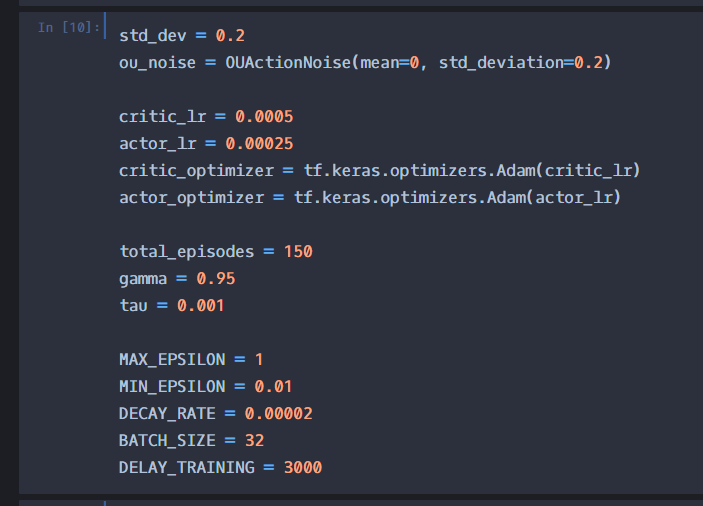 In [10]:
std_dev = 0.2
ou_noise = OUActionNoise(mean=0, std_deviation=0.2)
critic_lr = 0.0005
actor_lr = 0.00025
critic_optimizer = tf.keras.optimizers.Adam(critic_lr)
actor_optimizer = tf.keras.optimizers.Adam(actor_lr)
total_episodes = 150
gamma = 0.95
tau = 0.001
MAX_EPSILON = 1
MIN_EPSILON = 0.01
DECAY_RATE = 0.00002
BATCH_SIZE = 32
DELAY_TRAINING = 3000